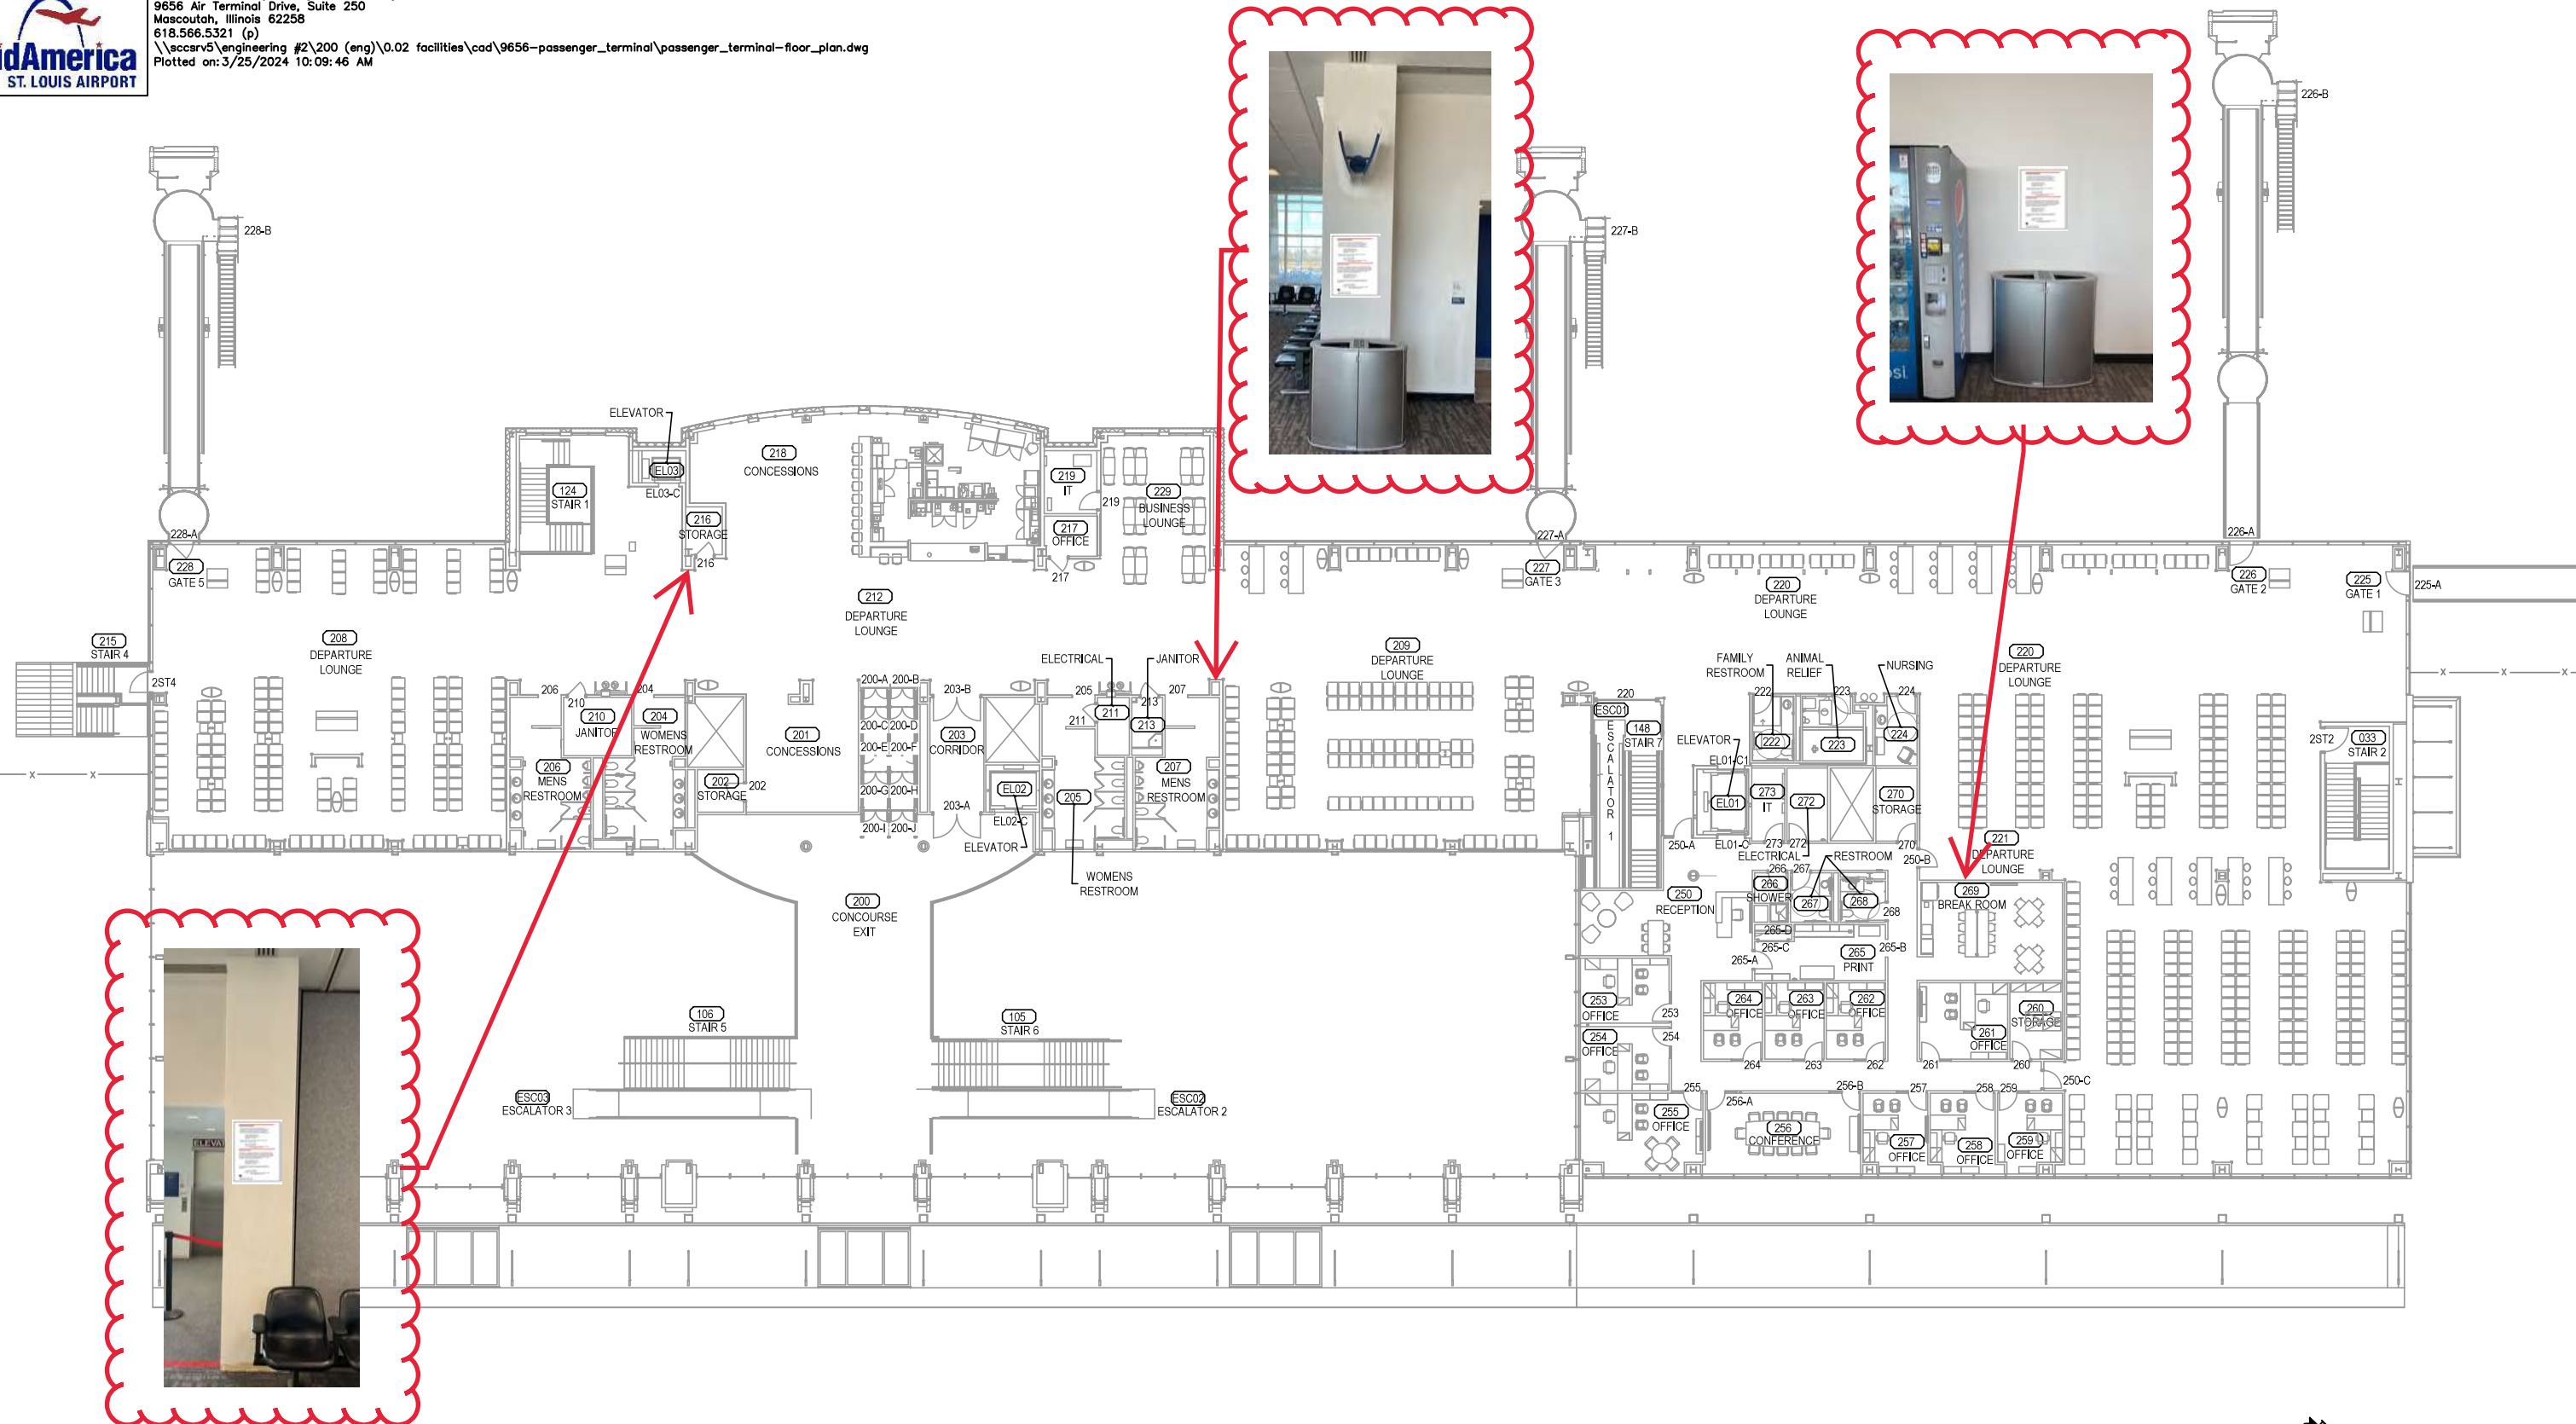 9656 Air Terminal Drive, Suite 250
Mascoutah, Illinois 62258
618.566.5321 (p)
\\sccsrv5\engineering #2\200 (eng)\0.02 facilities\cad\9656-passenger_terminal\passenger_terminal-floor_plan.dwg
Plotted on: 3/25/2024 10:09:46 AM
idAmerica
ST. LOUIS AIRPORT
226-B
228-B
227-B
ELEVATOR
EL03
EL03-C
218
CONCESSIONS
124
STAIR 1
216
STORAGE
216
219
IT
219
217
OFFICE
217
229
BUSINESS
LOUNGE
228-A
228
GATE 5
227-A
227
GATE 3
226-A
226
GATE 2
225
GATE 1
225-A
215
STAIR 4
2ST4
208
DEPARTURE
LOUNGE
212
DEPARTURE
LOUNGE
209
DEPARTURE
LOUNGE
220
DEPARTURE
LOUNGE
220
DEPARTURE
LOUNGE
206
210
204
210
JANITOR
204
WOMENS
RESTROOM
206
MENS
RESTROOM
202
STORAGE
202
201
CONCESSIONS
200-A
200-B
200-C
200-D
200-E
200-F
200-G
200-H
200-I
200-J
203-B
203
CORRIDOR
203-A
EL02
EL02-C
ELEVATOR
ELECTRICAL
JANITOR
205
211
211
213
213
207
205
WOMENS
RESTROOM
207
MENS
RESTROOM
220
ESC01
ESCALATOR 1
148
STAIR 7
FAMILY
RESTROOM
ANIMAL
RELIEF
NURSING
222
223
224
222
223
224
ELEVATOR
EL01-C1
EL01
EL01-C
273
IT
272
273
272
ELECTRICAL
270
STORAGE
270
250-A
250-B
RESTROOM
221
DEPARTURE
LOUNGE
2ST2
033
STAIR 2
X
X
X
X
X
200
CONCOURSE
EXIT
250
RECEPTION
266
267
266
SHOWER
267
268
268
269
BREAK ROOM
265-D
265-C
265-B
265-A
265
PRINT
253
OFFICE
253
254
OFFICE
254
264
OFFICE
264
263
OFFICE
263
262
OFFICE
262
261
OFFICE
261
260
STORAGE
260
250-C
255
255
OFFICE
256-A
256-B
256
CONFERENCE
257
257
OFFICE
258
258
OFFICE
259
259
OFFICE
106
STAIR 5
105
STAIR 6
ESC03
ESCALATOR 3
ESC02
ESCALATOR 2
ELEVA